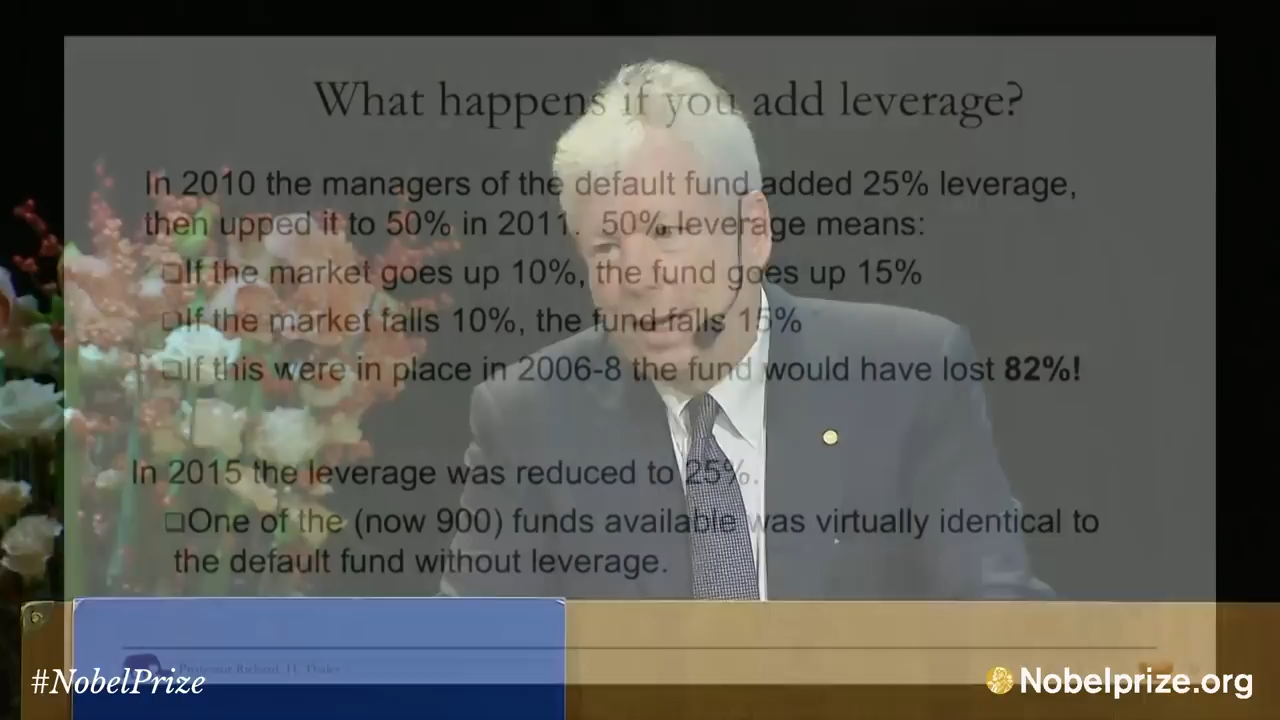 What happens if you add leverage?
In 2010 the managers of the default fund added 25% leverage,
then upped it to 50% in 2011. 50% leverage means:
❑If the market goes up 10%, the fund goes up 15%
❑If the market falls 10%, the fund falls 15%
❑If this were in place in 2006-8 the fund would have lost 82%!
In 2015 the leverage was reduced to 25%.
❑One of the (now 900) funds available was virtually identical to
the default fund without leverage.
Professor Richard H. Thaler
#NobelPrize
Nobelprize.org